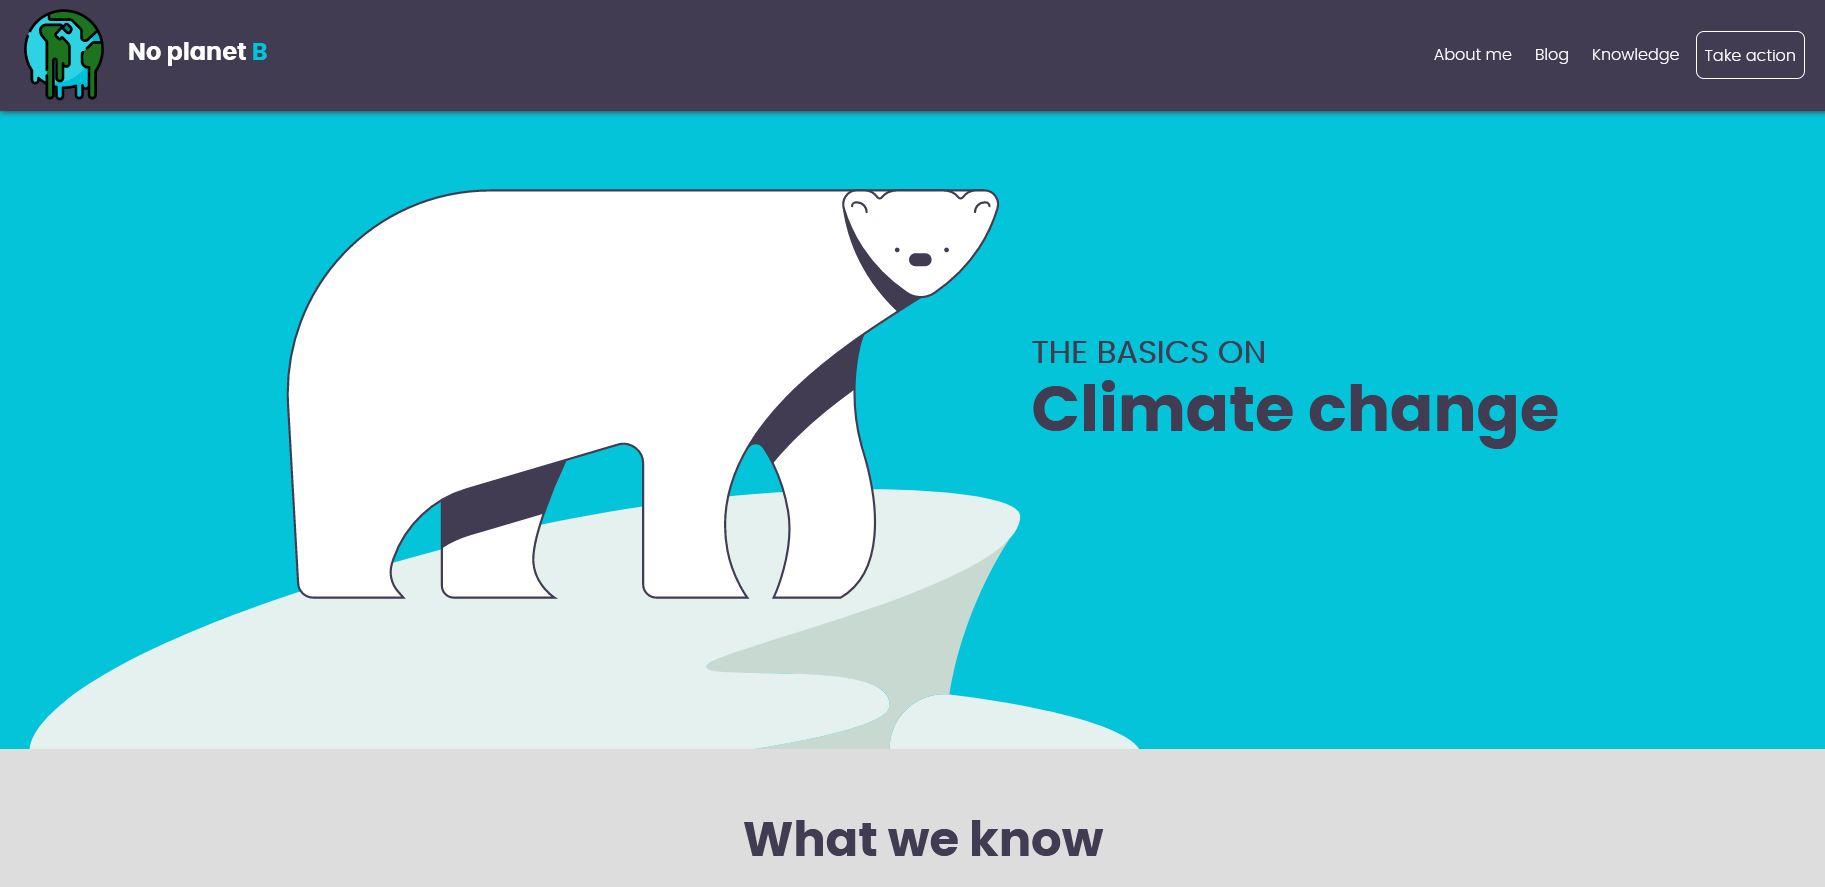 No planet B
About me
Blog
Knowledge
Take action
THE BASICS ON
Climate change
What we know